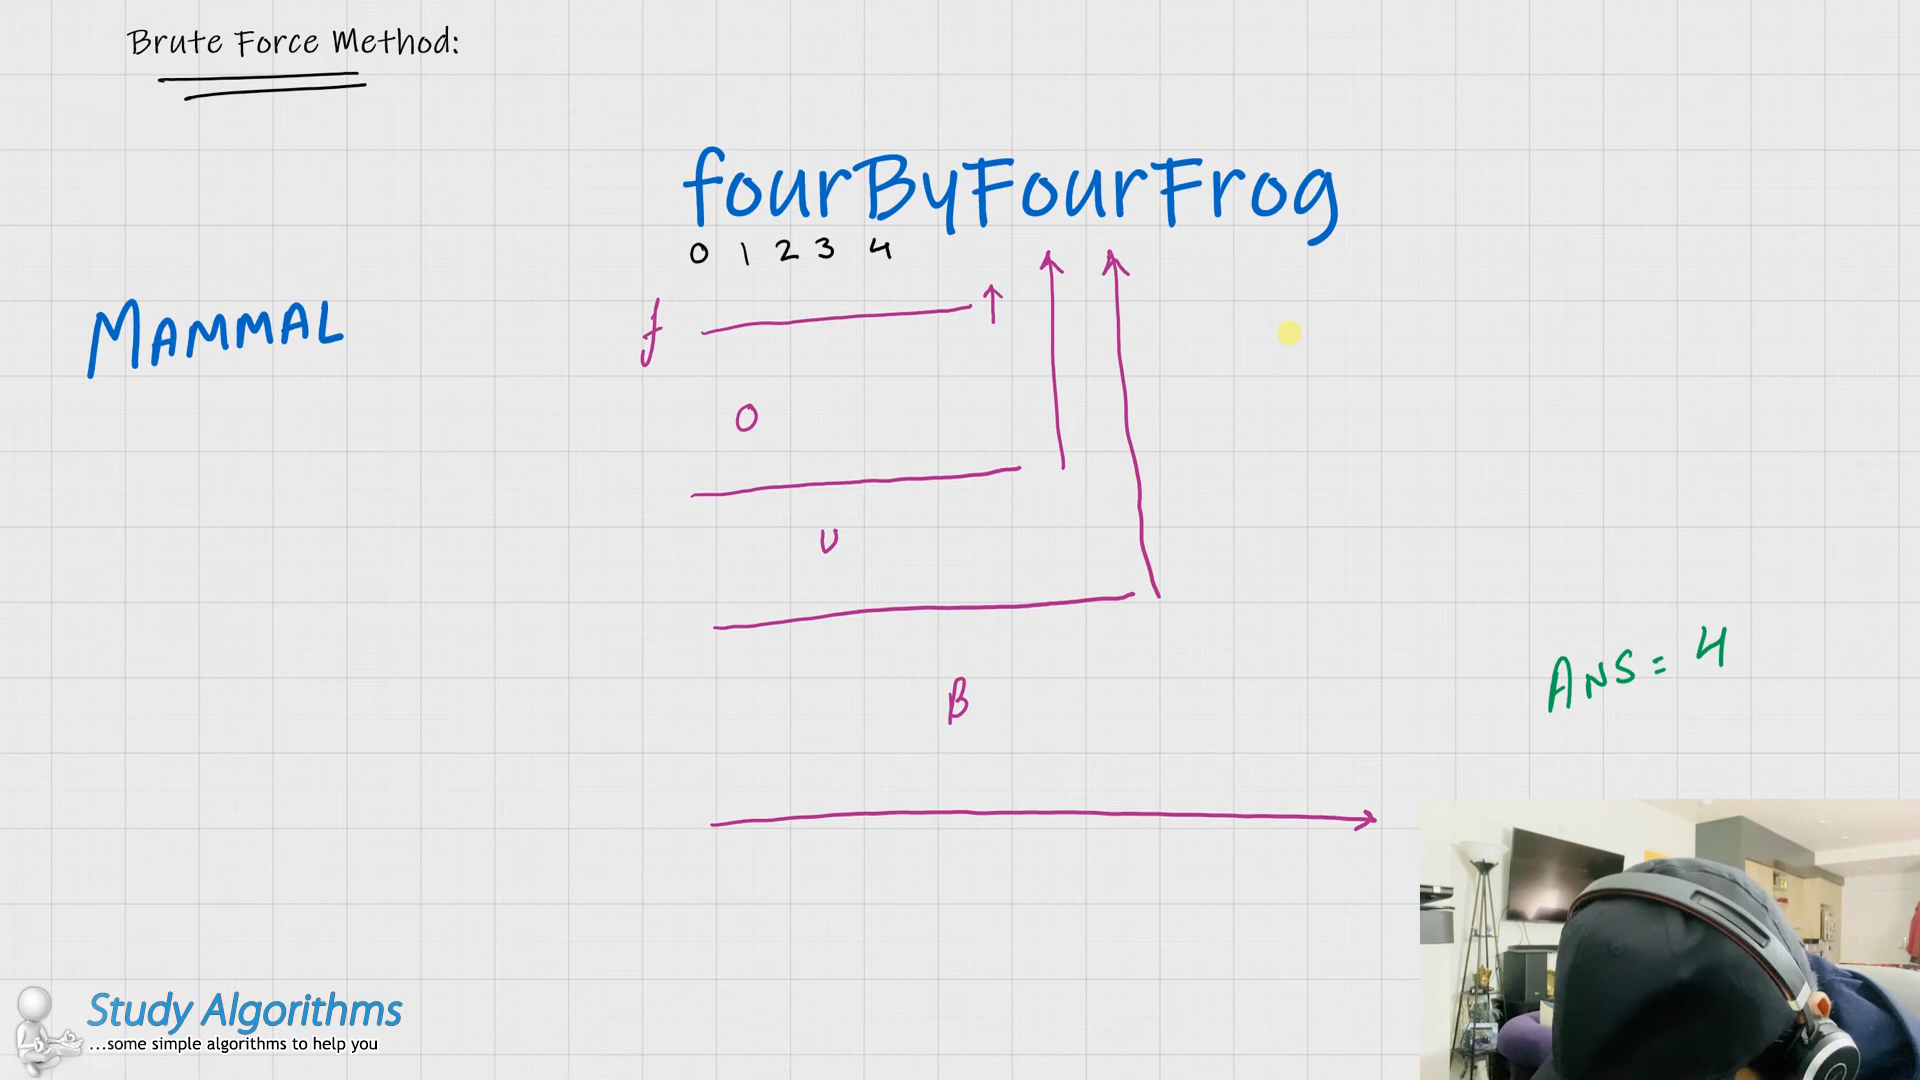 Brute Force Method:
fourByFourFrog
0 1 2 3 4
MAMMAL
f
O
U
B
ANS = 4
Study Algorithms
...some simple algorithms to help you